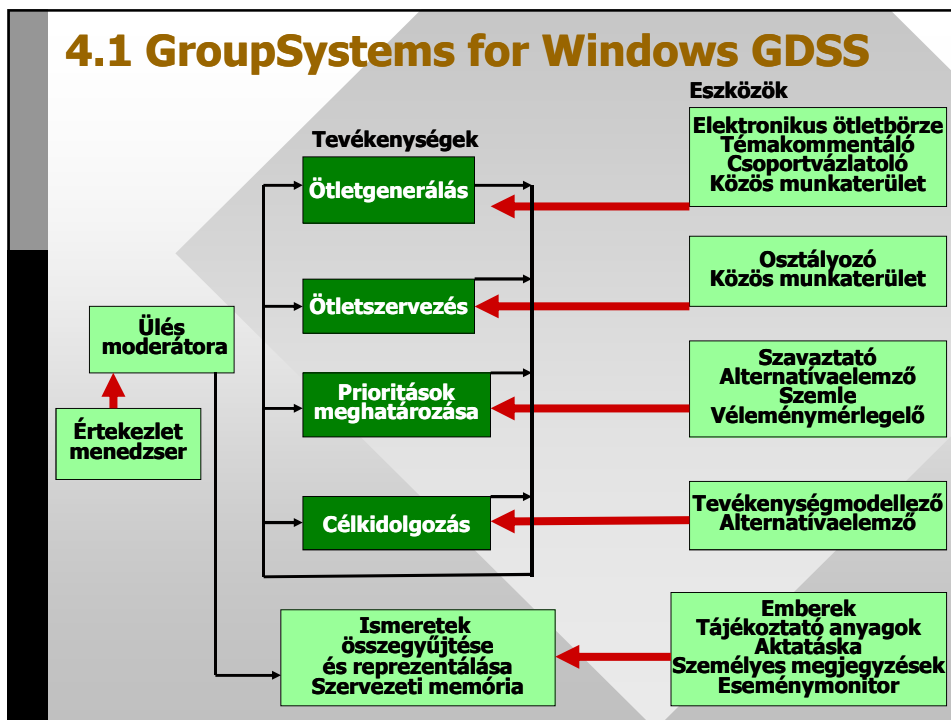 4.1 GroupSystems for Windows GDSS
Eszközök
Tevékenységek
Elektronikus ötletbörze
Témakommentáló
Csoportvázlatoló
Közös munkaterület
Ötletgenerálás
Osztályozó
Közös munkaterület
Ötletszervezés
Ülés
moderátora
Szavaztató
Alternatívaelemző
Szemle
Véleménymérlegelő
Prioritások
meghatározása
Értekezlet
menedzser
Tevékenységmodellező
Alternatívaelemző
Célkidolgozás
Ismeretek
összegyűjtése
és reprezentálása
Szervezeti memória
Emberek
Tájékoztató anyagok
Aktatáska
Személyes megjegyzések
Eseménymonitor